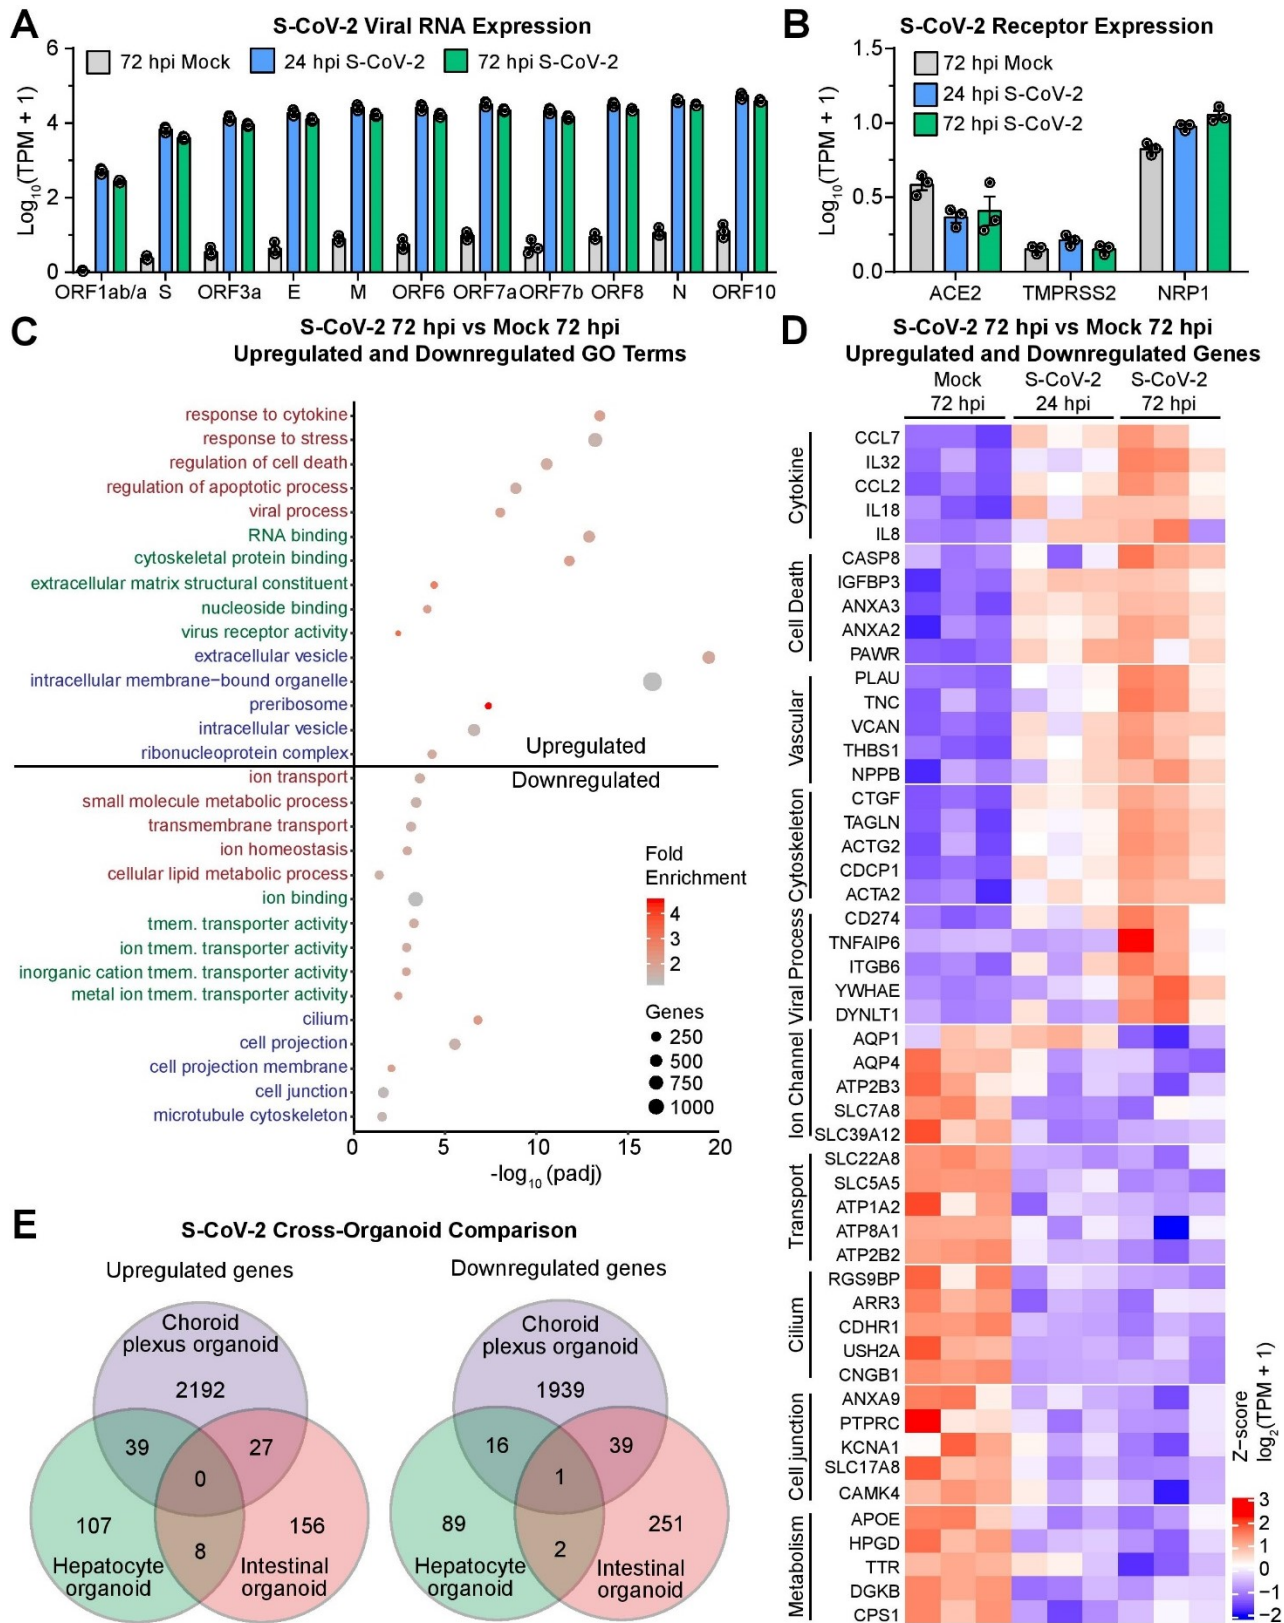 A
S-CoV-2 Viral RNA Expression
72 hpi Mock
24 hpi S-CoV-2
72 hpi S-CoV-2
Log10(TPM + 1)
6
4
2
0
ORF1ab/a S ORF3a E M ORF6 ORF7a ORF7b ORF8 N ORF10
B
S-CoV-2 Receptor Expression
72 hpi Mock
24 hpi S-CoV-2
72 hpi S-CoV-2
Log10(TPM + 1)
1.5
1.0
0.5
0.0
ACE2 TMPRSS2 NRP1
C
S-CoV-2 72 hpi vs Mock 72 hpi
Upregulated and Downregulated GO Terms
response to cytokine
response to stress
regulation of cell death
regulation of apoptotic process
viral process
RNA binding
cytoskeletal protein binding
extracellular matrix structural constituent
nucleoside binding
virus receptor activity
extracellular vesicle
intracellular membrane-bound organelle
preribosome
intracellular vesicle
ribonucleoprotein complex
Upregulated
Downregulated
ion transport
small molecule metabolic process
transmembrane transport
ion homeostasis
cellular lipid metabolic process
ion binding
tmem. transporter activity
ion tmem. transporter activity
inorganic cation tmem. transporter activity
metal ion tmem. transporter activity
cilium
cell projection
cell projection membrane
cell junction
microtubule cytoskeleton
0 5 10 15 20
-log10 (padj)
Fold
Enrichment
4
3
2
Genes
250
500
750
1000
D
S-CoV-2 72 hpi vs Mock 72 hpi
Upregulated and Downregulated Genes
Mock S-CoV-2 S-CoV-2
72 hpi 24 hpi 72 hpi
Cytokine
CCL7
IL32
CCL2
IL18
IL8
Cell Death
CASP8
IGFBP3
ANXA3
ANXA2
PAWR
Vascular
PLAU
TNC
VCAN
THBS1
NPPB
Cytoskeleton
CTGF
TAGLN
ACTG2
CDCP1
ACTA2
Viral Process
CD274
TNFAIP6
ITGB6
YWHAE
DYNLT1
Ion Channel
AQP1
AQP4
ATP2B3
SLC7A8
SLC39A12
Transport
SLC22A8
SLC5A5
ATP1A2
ATP8A1
ATP2B2
Cilium
RGS9BP
ARR3
CDHR1
USH2A
CNGB1
Cell junction
ANXA9
PTPRC
KCNA1
SLC17A8
CAMK4
Metabolism
APOE
HPGD
TTR
DGKB
CPS1
Z-score
log2(TPM + 1)
3
2
1
0
-1
-2
E
S-CoV-2 Cross-Organoid Comparison
Upregulated genes
Choroid
plexus organoid
2192
39
27
0
107
156
8
Hepatocyte
organoid
Intestinal
organoid
Downregulated genes
Choroid
plexus organoid
1939
16
39
1
89
251
2
Hepatocyte
organoid
Intestinal
organoid